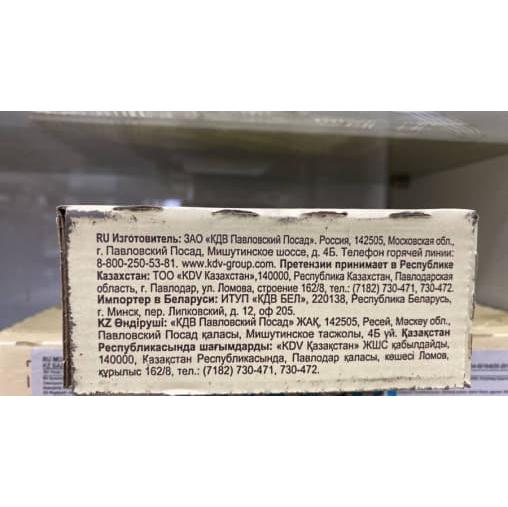 RU Изготовитель: ЗАО «КДВ Павловский Посад». Россия, 142505, Московская обл.,
г. Павловский Посад, Мишутинское шоссе, д. 4Б. Телефон горячей линии:
8-800-250-53-81. www.kdv-group.com. Претензии принимает в Республике
Казахстан: ТОО «KDV Казахстан»,140000, Республика Казахстан, Павлодарская
область, г. Павлодар, ул. Ломова, строение 162/8, тел.: (7182) 730-471, 730-472.
Импортер в Беларуси: ИТУП «КДВ БЕЛ», 220138, Республика Беларусь,
г. Минск, пер. Липковский, д. 12, оф 205.
KZ Өндіруші: «КДВ Павловский Посад» ЖАҚ, 142505, Ресей, Мәскеу обл.,
Павловский Посад қаласы, Мишутинское тасжолы, 4Б үй. Қазақстан
Республикасында шағымдарды: «KDV Қазақстан» ЖШС қабылдайды,
140000, Қазақстан Республикасы, Павлодар қаласы, көшесі Ломов,
құрылыс 162/8, тел.: (7182) 730-471, 730-472.